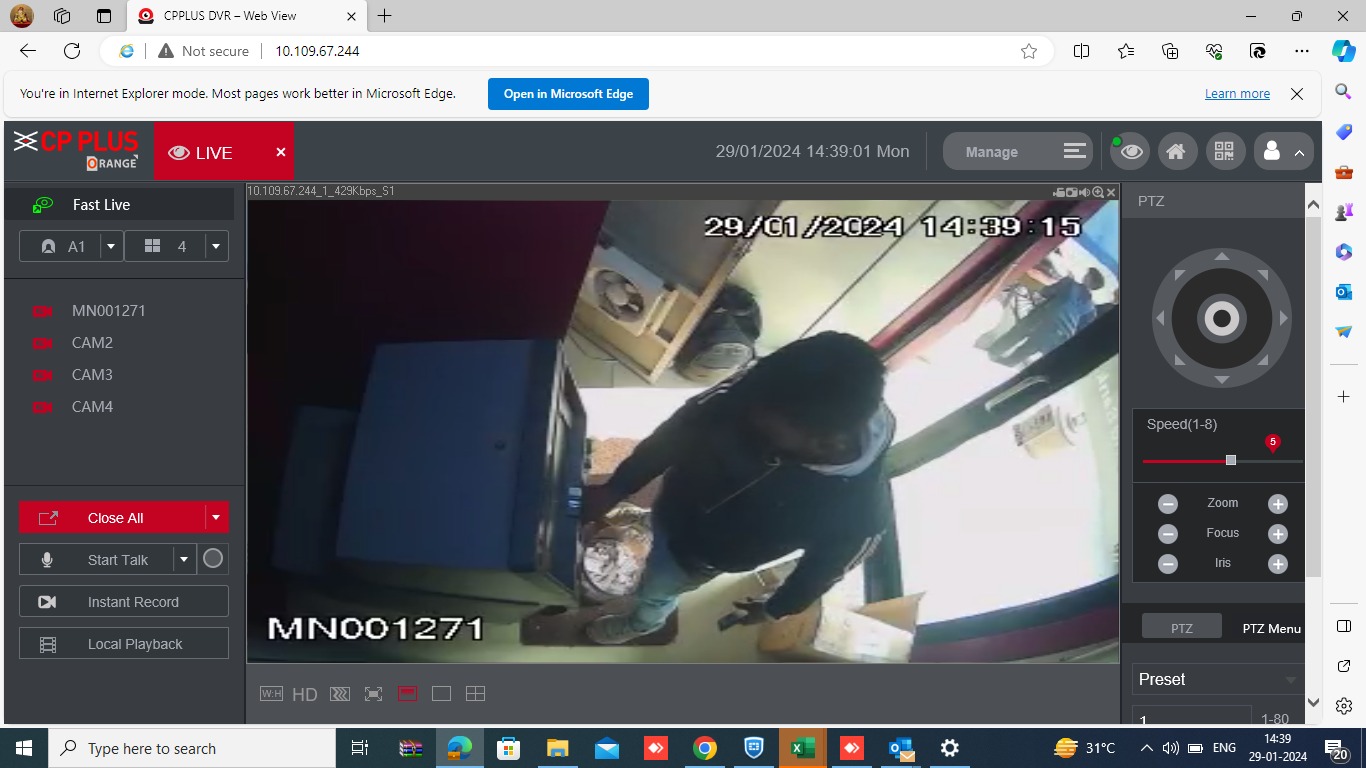 CPPLUS DVR – Web View
Not secure
10.109.67.244
You're in Internet Explorer mode. Most pages work better in Microsoft Edge.
Open in Microsoft Edge
Learn more
CP PLUS
ORANGE
LIVE
29/01/2024 14:39:01 Mon
Manage
Fast Live
A1
4
MN001271
CAM2
CAM3
CAM4
Close All
Start Talk
Instant Record
Local Playback
10.109.67.244_1_429Kbps_S1
29/01/2024 14:39:15
MN001271
W:H
HD
PTZ
Speed(1-8)
5
Zoom
Focus
Iris
PTZ
PTZ Menu
Preset
1
1-80
Type here to search
31°C
ENG
14:39
29-01-2024
20